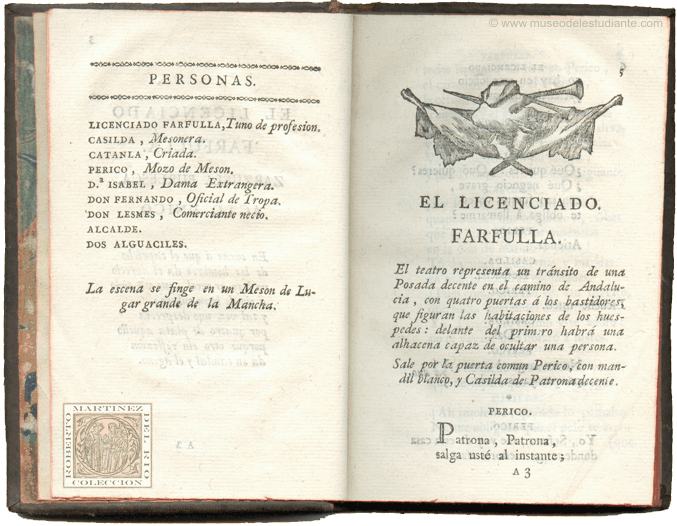 © www.museodelestudiante.com
PERSONAS.
LICENCIADO FARFULLA, Tuno de profesion.
CASILDA, Mesonera.
CATANLA, Criada.
PERICO, Mozo de Meson.
D.ª ISABEL, Dama Extrangera.
DON FERNANDO, Oficial de Tropa.
DON LESMES, Comerciante necio.
ALCALDE.
DOS ALGUACILES.
La escena se finge en un Meson de Lu-
gar grande de la Mancha.
ROBERTO
MARTINEZ
DEL RIO
COLECCION
5
EL LICENCIADO.
FARFULLA.
El teatro representa un tránsito de una
Posada decente en el camino de Andalu-
cia, con quatro puertas á los bastidores,
que figuran las habitaciones de los hues-
pedes: delante del prim.ro habrá una
alhacena capaz de ocultar una persona.
Sale por la puerta comun Perico, con man-
dil blanco, y Casilda de Patrona decente.
PERICO.
Patrona, Patrona,
salga usté al instante;
A 3